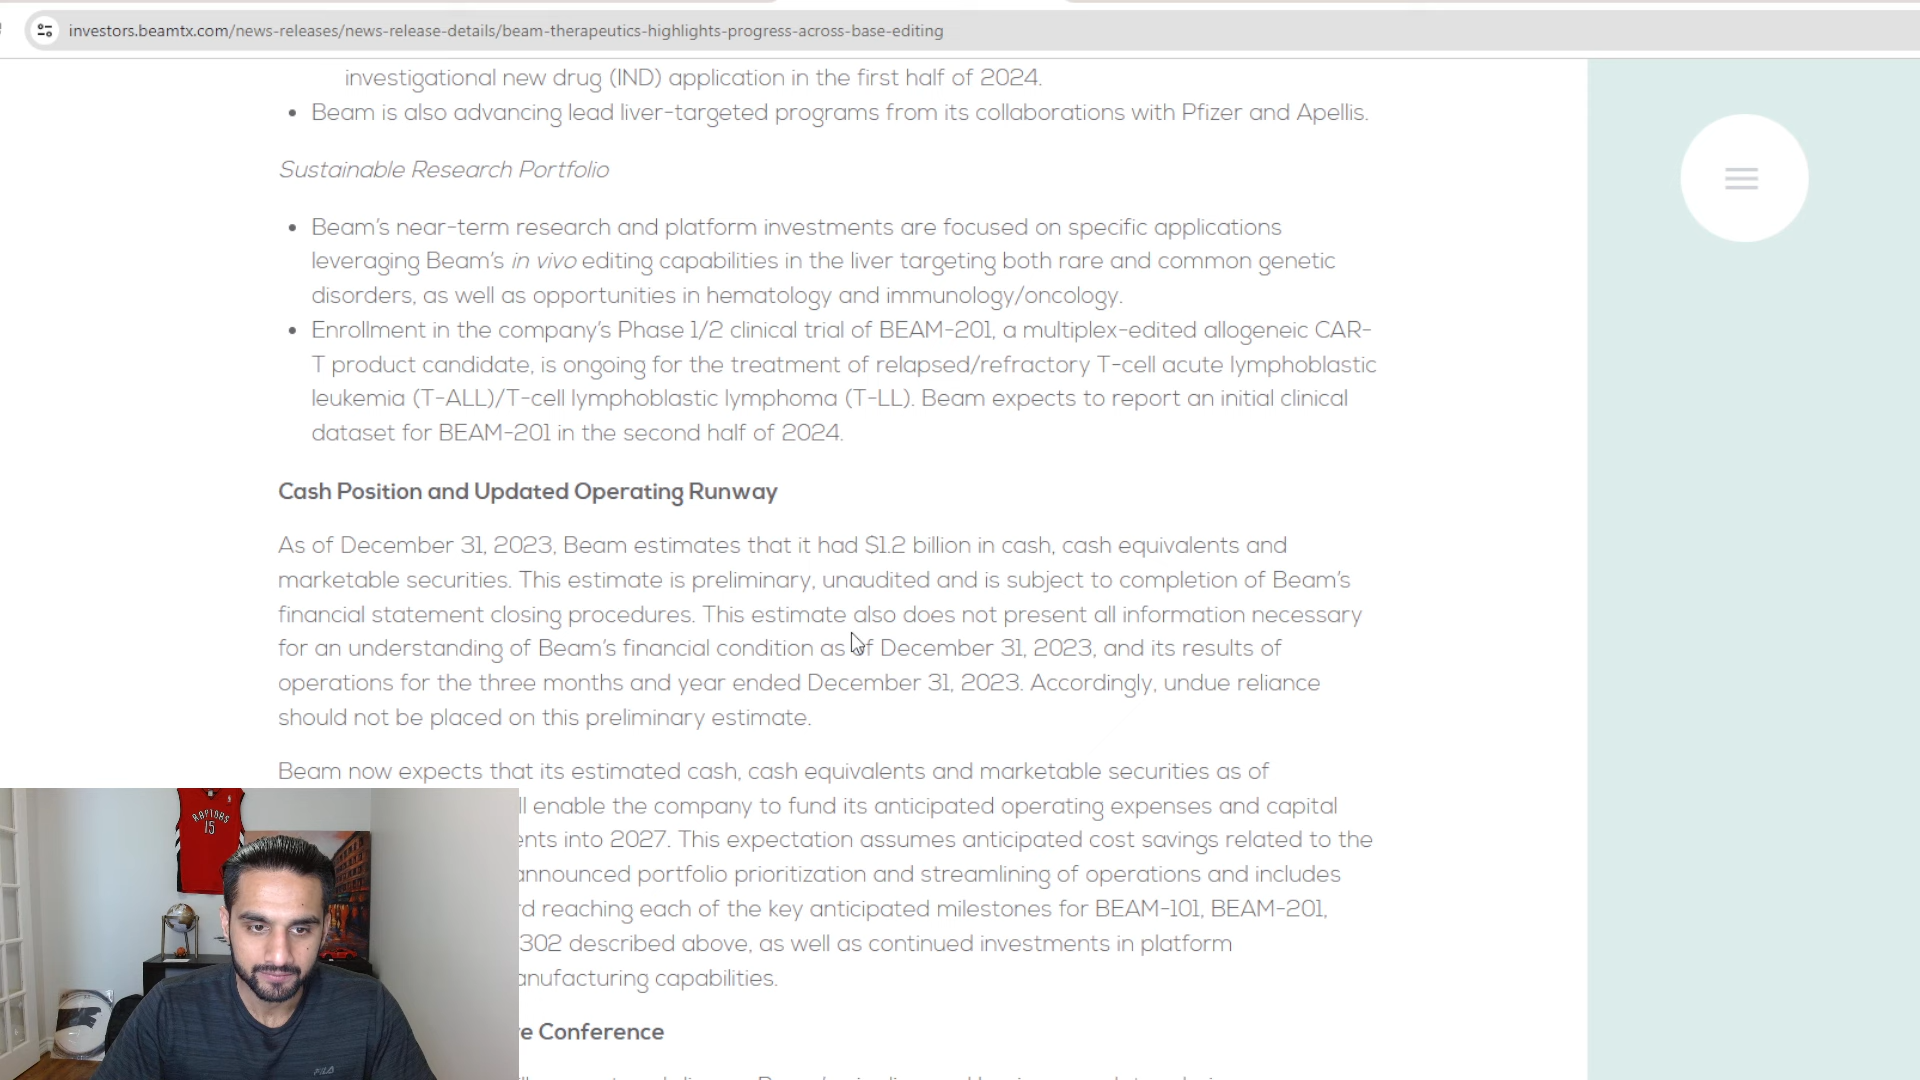 investors.beamtx.com/news-releases/news-release-details/beam-therapeutics-highlights-progress-across-base-editing
investigational new drug (IND) application in the first half of 2024.
• Beam is also advancing lead liver-targeted programs from its collaborations with Pfizer and Apellis.
Sustainable Research Portfolio
• Beam's near-term research and platform investments are focused on specific applications
leveraging Beam's in vivo editing capabilities in the liver targeting both rare and common genetic
disorders, as well as opportunities in hematology and immunology/oncology.
• Enrollment in the company's Phase 1/2 clinical trial of BEAM-201, a multiplex-edited allogeneic CAR-
T product candidate, is ongoing for the treatment of relapsed/refractory T-cell acute lymphoblastic
leukemia (T-ALL)/T-cell lymphoblastic lymphoma (T-LL). Beam expects to report an initial clinical
dataset for BEAM-201 in the second half of 2024.
Cash Position and Updated Operating Runway
As of December 31, 2023, Beam estimates that it had $1.2 billion in cash, cash equivalents and
marketable securities. This estimate is preliminary, unaudited and is subject to completion of Beam's
financial statement closing procedures. This estimate also does not present all information necessary
for an understanding of Beam's financial condition as of December 31, 2023, and its results of
operations for the three months and year ended December 31, 2023. Accordingly, undue reliance
should not be placed on this preliminary estimate.
Beam now expects that its estimated cash, cash equivalents and marketable securities as of
ll enable the company to fund its anticipated operating expenses and capital
ents into 2027. This expectation assumes anticipated cost savings related to the
announced portfolio prioritization and streamlining of operations and includes
rd reaching each of the key anticipated milestones for BEAM-101, BEAM-201,
302 described above, as well as continued investments in platform
anufacturing capabilities.
e Conference
RAPTORS
15
FILA